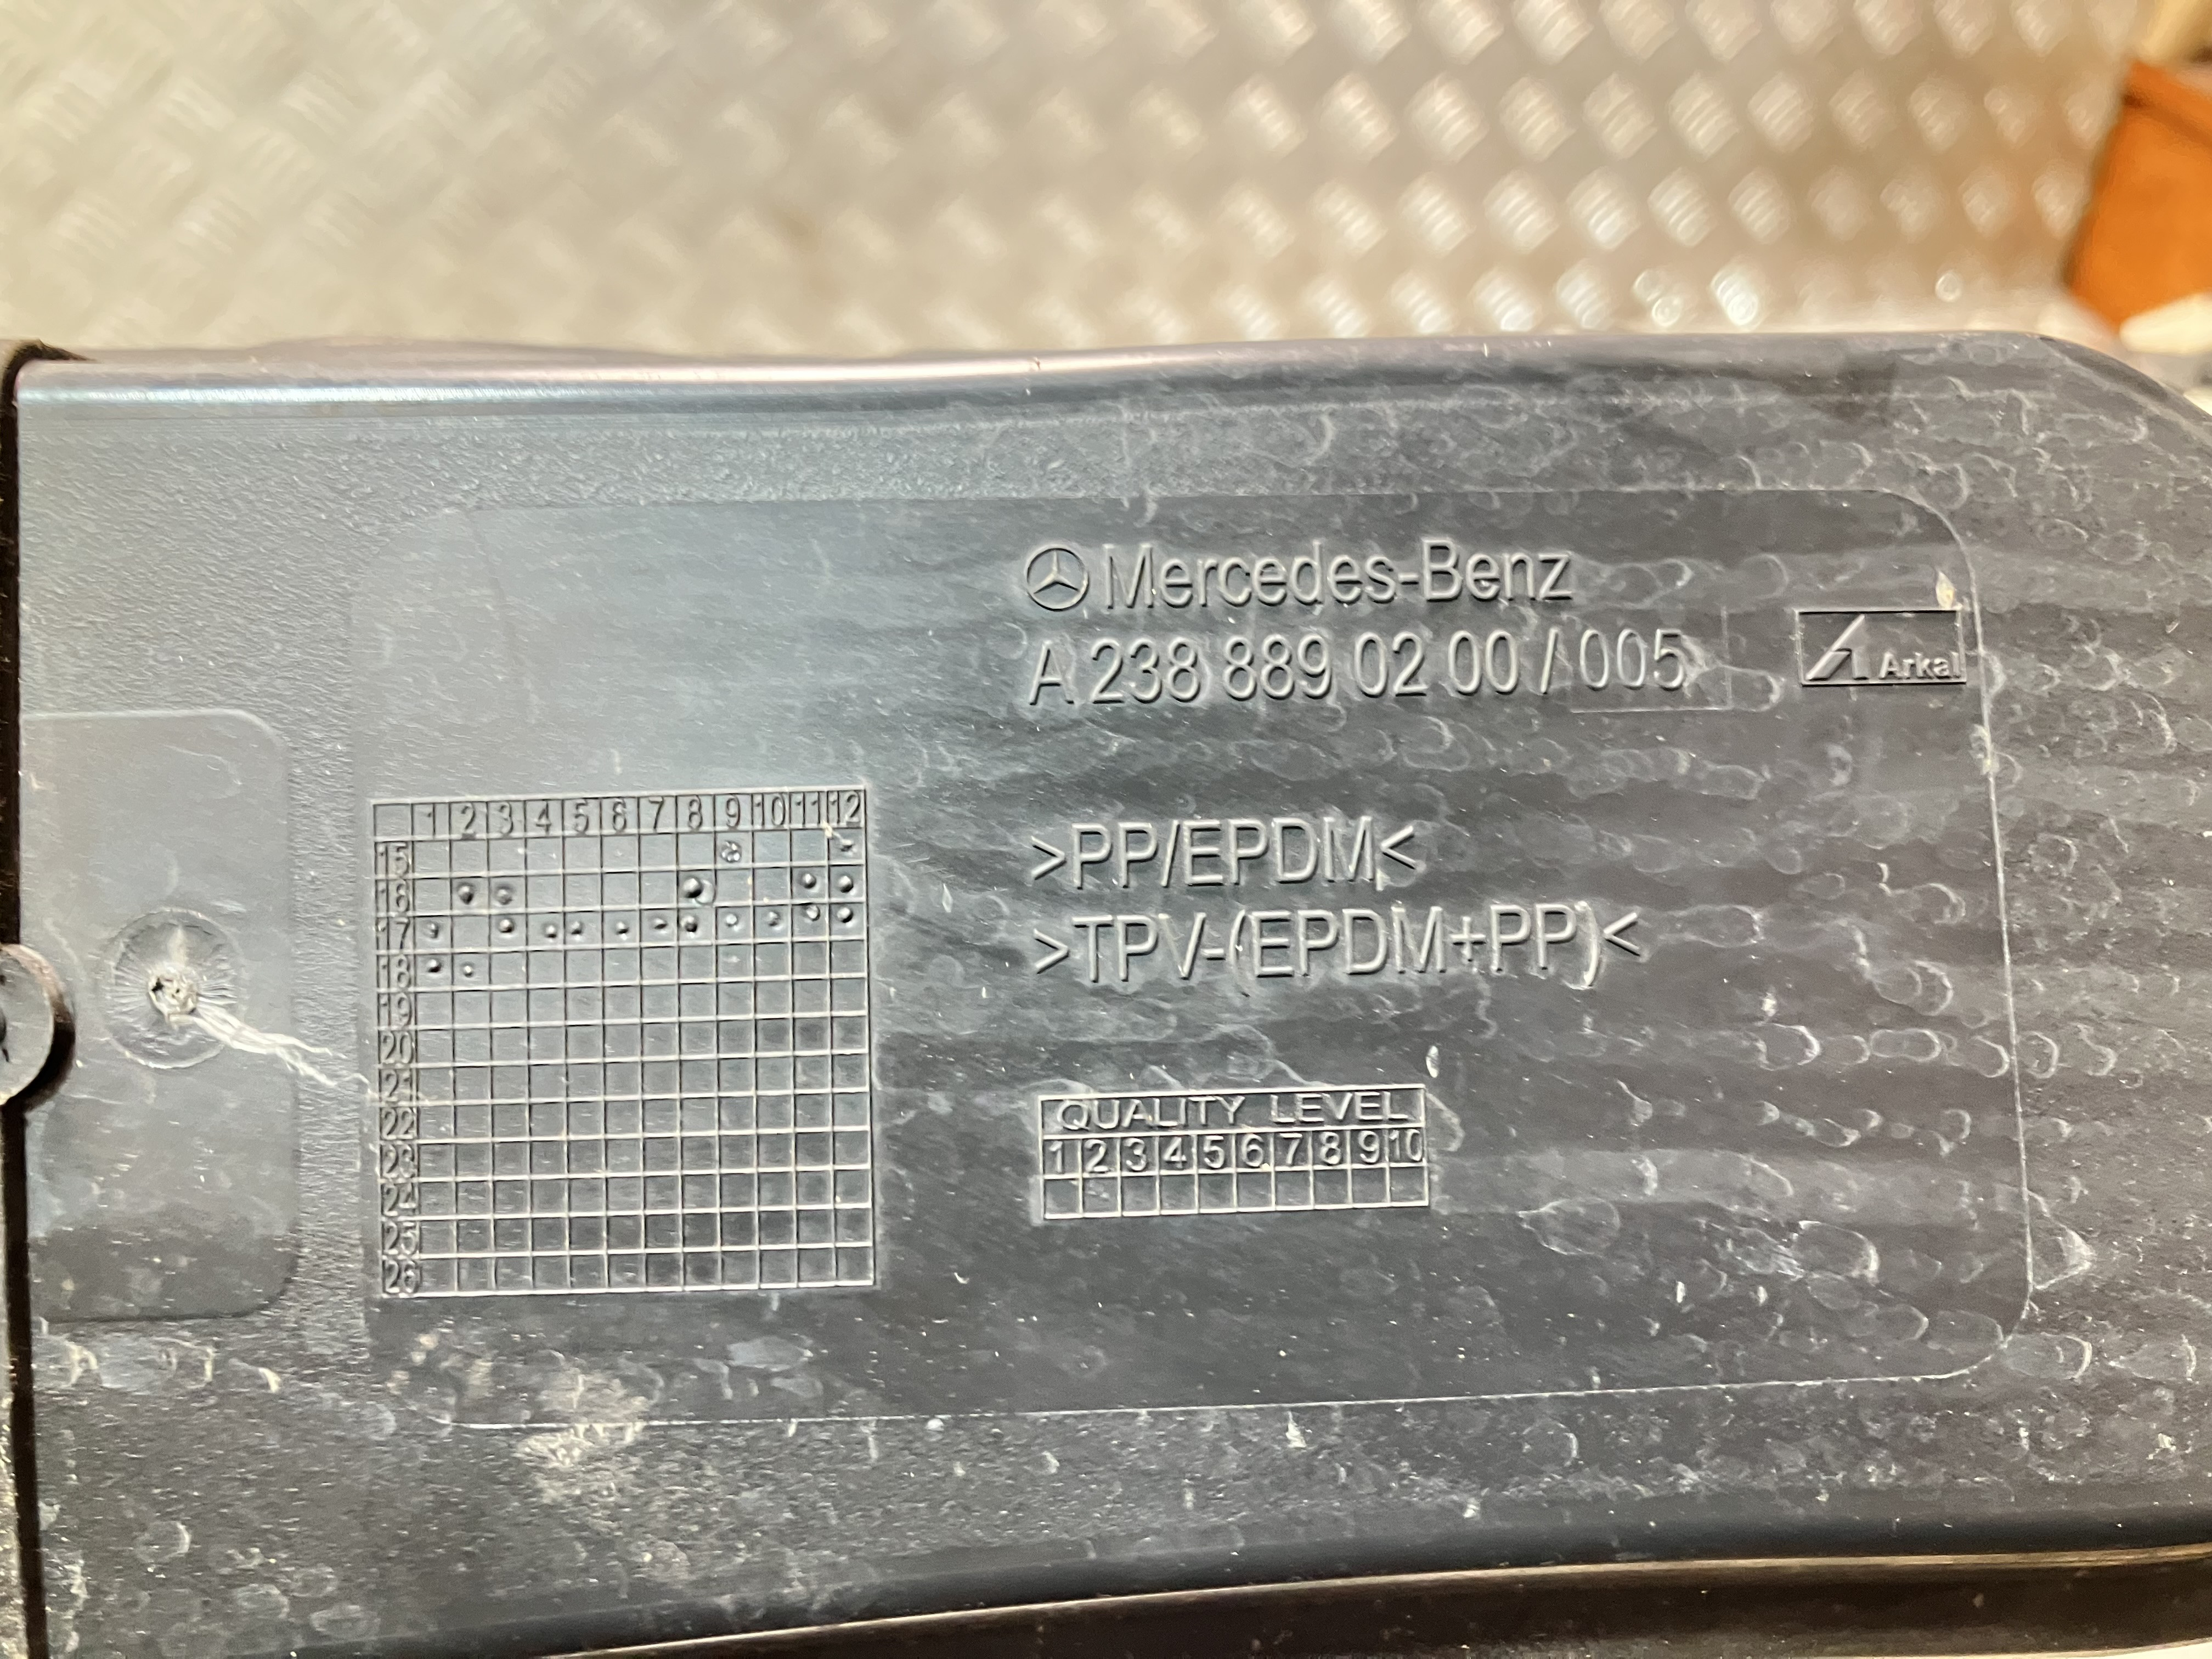 Mercedes-Benz
A 238 889 02 00 / 005
Arkal
1 2 3 4 5 6 7 8 9 10 11 12
15
16
17
18
19
20
21
22
23
24
25
26
>PP/EPDM<
>TPV-(EPDM+PP)<
QUALITY LEVEL
1 2 3 4 5 6 7 8 9 10